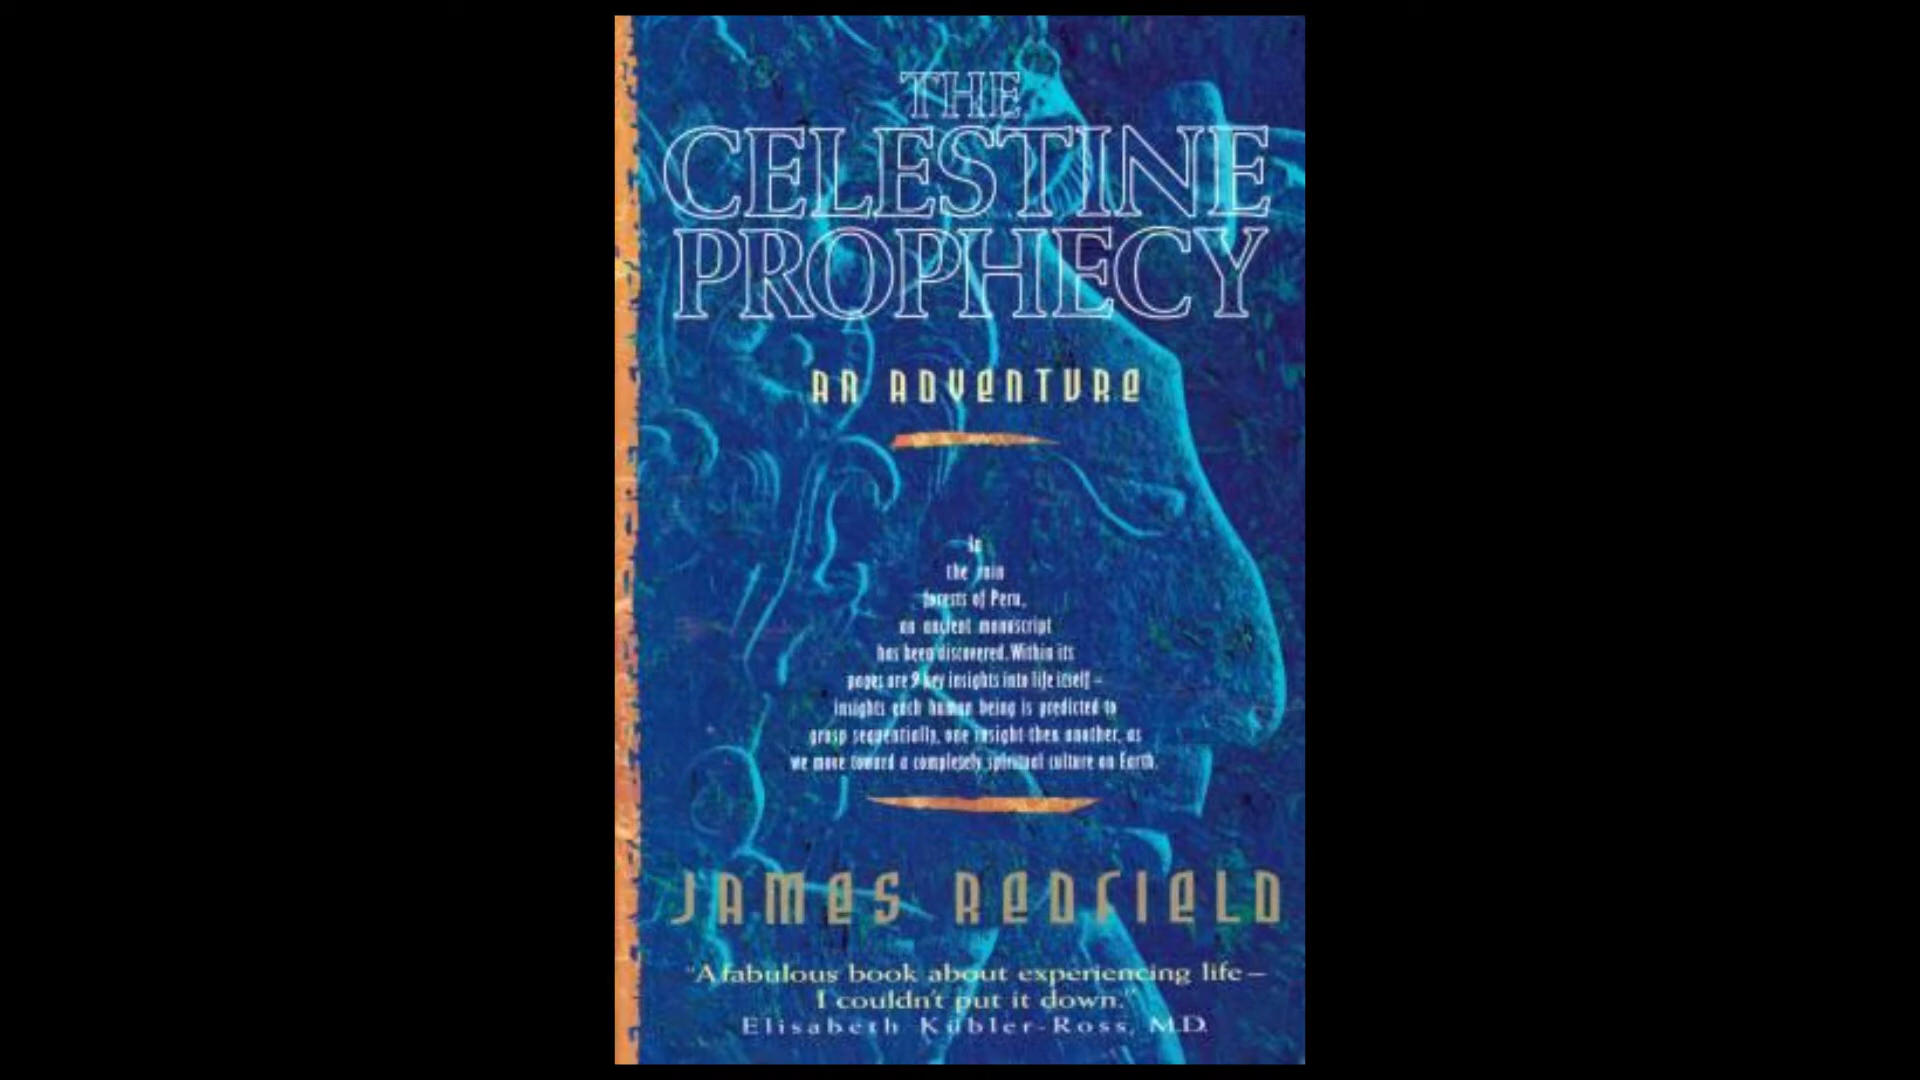 THE
CELESTINE
PROPHECY
AN ADVENTURE
In
the rain
forests of Peru,
an ancient manuscript
has been discovered. Within its
pages are 9 key insights into life itself –
insights each human being is predicted to
grasp sequentially, one insight then another, as
we move toward a completely spiritual culture on Earth.
JAMES REDFIELD
"A fabulous book about experiencing life –
I couldn't put it down."
Elisabeth Kübler-Ross, M.D.